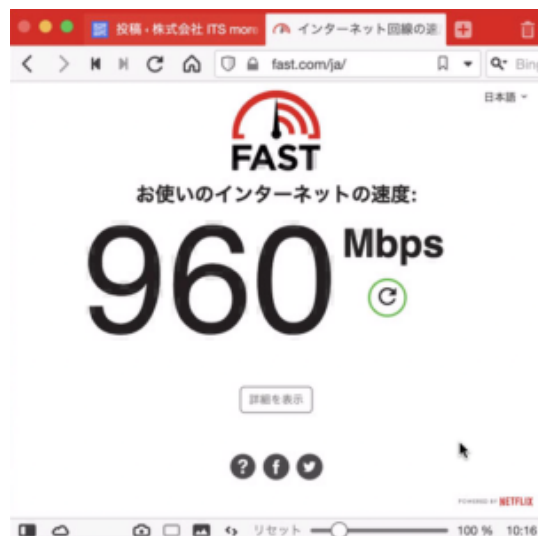 投稿 ‹ 株式会社 ITS more
インターネット回線の速
fast.com/ja/
Bing
日本語
FAST
お使いのインターネットの速度:
960 Mbps
詳細を表示
POWERED BY NETFLIX
リセット
100 %
10:16